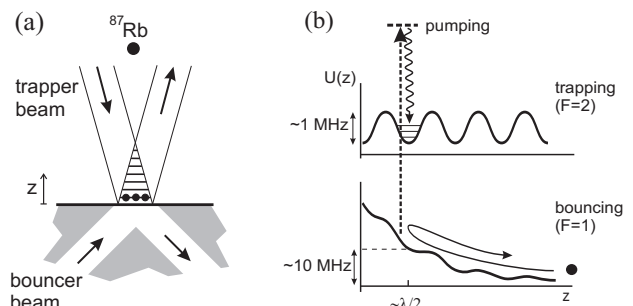 (a)
87Rb
trapper
beam
z
bouncer
beam
(b)
pumping
U(z)
trapping
(F=2)
~1 MHz
bouncing
(F=1)
~10 MHz
~λ/2
z